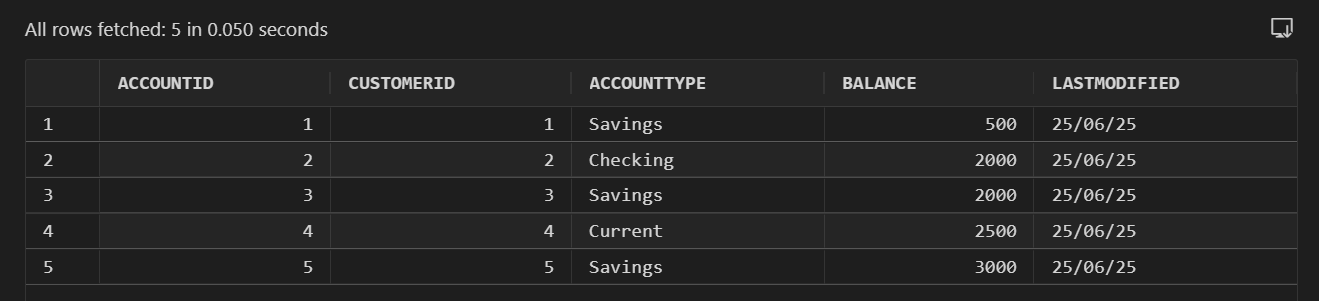 All rows fetched: 5 in 0.050 seconds
ACCOUNTID CUSTOMERID ACCOUNTTYPE BALANCE LASTMODIFIED
1 1 1 Savings 500 25/06/25
2 2 2 Checking 2000 25/06/25
3 3 3 Savings 2000 25/06/25
4 4 4 Current 2500 25/06/25
5 5 5 Savings 3000 25/06/25